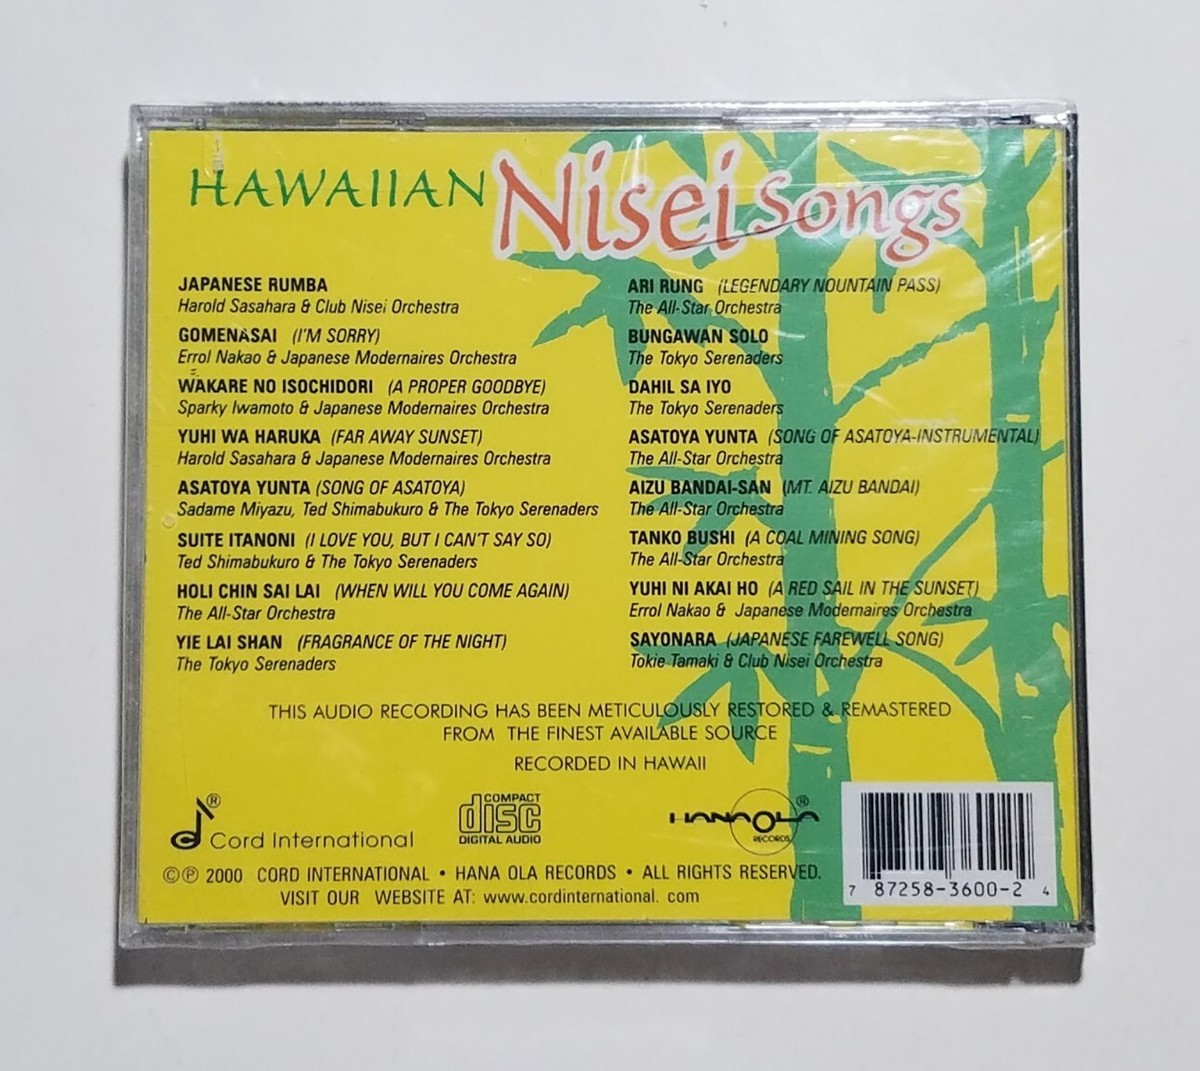 HAWAIIAN Nisei Songs
JAPANESE RUMBA
Harold Sasahara & Club Nisei Orchestra
GOMENASAI (I'M SORRY)
Errol Nakao & Japanese Modernaires Orchestra
WAKARE NO ISOCHIDORI (A PROPER GOODBYE)
Sparky Iwamoto & Japanese Modernaires Orchestra
YUHI WA HARUKA (FAR AWAY SUNSET)
Harold Sasahara & Japanese Modernaires Orchestra
ASATOYA YUNTA (SONG OF ASATOYA)
Sadame Miyazu, Ted Shimabukuro & The Tokyo Serenaders
SUITE ITANONI (I LOVE YOU, BUT I CAN'T SAY SO)
Ted Shimabukuro & The Tokyo Serenaders
HOLI CHIN SAI LAI (WHEN WILL YOU COME AGAIN)
The All-Star Orchestra
YIE LAI SHAN (FRAGRANCE OF THE NIGHT)
The Tokyo Serenaders
ARI RUNG (LEGENDARY NOUNTAIN PASS)
The All-Star Orchestra
BUNGAWAN SOLO
The Tokyo Serenaders
DAHIL SA IYO
The Tokyo Serenaders
ASATOYA YUNTA (SONG OF ASATOYA-INSTRUMENTAL)
The All-Star Orchestra
AIZU BANDAI-SAN (MT. AIZU BANDAI)
The All-Star Orchestra
TANKO BUSHI (A COAL MINING SONG)
The All-Star Orchestra
YUHI NI AKAI HO (A RED SAIL IN THE SUNSET)
Errol Nakao & Japanese Modernaires Orchestra
SAYONARA (JAPANESE FAREWELL SONG)
Tokie Tamaki & Club Nisei Orchestra
THIS AUDIO RECORDING HAS BEEN METICULOUSLY RESTORED & REMASTERED
FROM THE FINEST AVAILABLE SOURCE
RECORDED IN HAWAII
® Cord International
COMPACT
disc
DIGITAL AUDIO
HANA OLA ®
RECORDS
©℗ 2000 CORD INTERNATIONAL • HANA OLA RECORDS • ALL RIGHTS RESERVED.
VISIT OUR WEBSITE AT: www.cordinternational. com
7 87258-3600-2 4